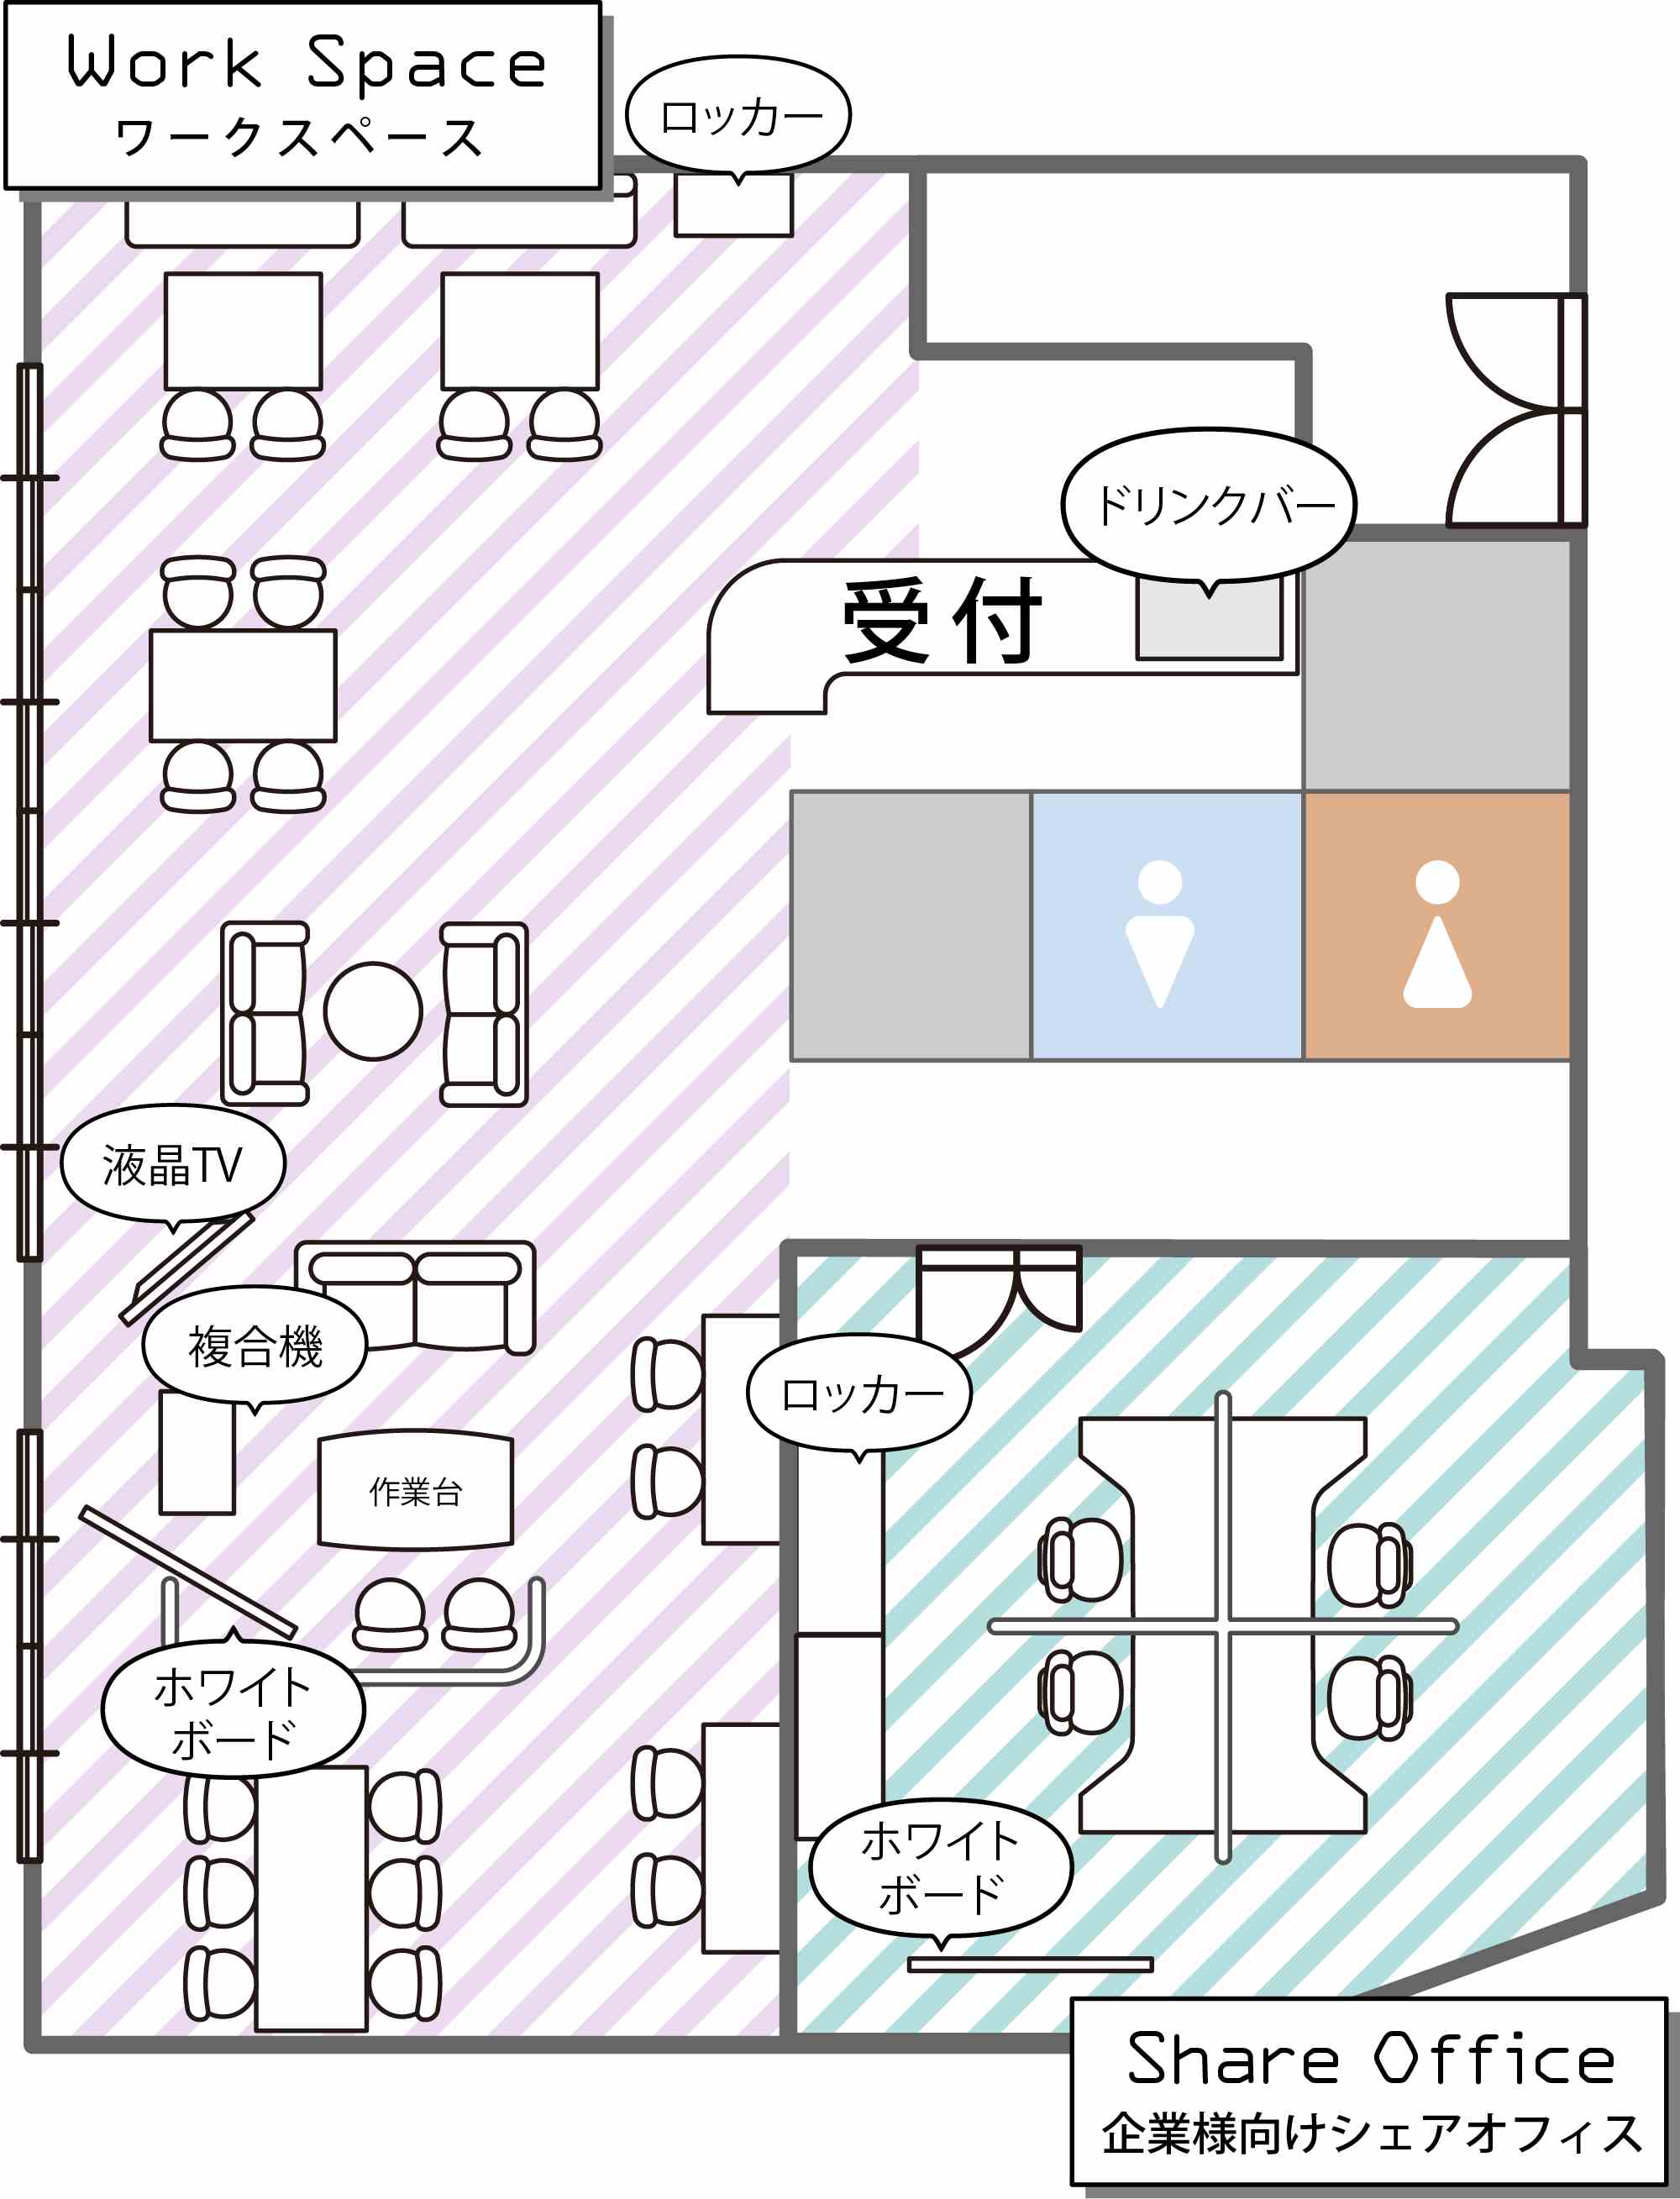 Work Space
ワークスペース
ロッカー
ドリンクバー
受付
液晶TV
複合機
ロッカー
作業台
ホワイト
ボード
ホワイト
ボード
Share Office
企業様向けシェアオフィス